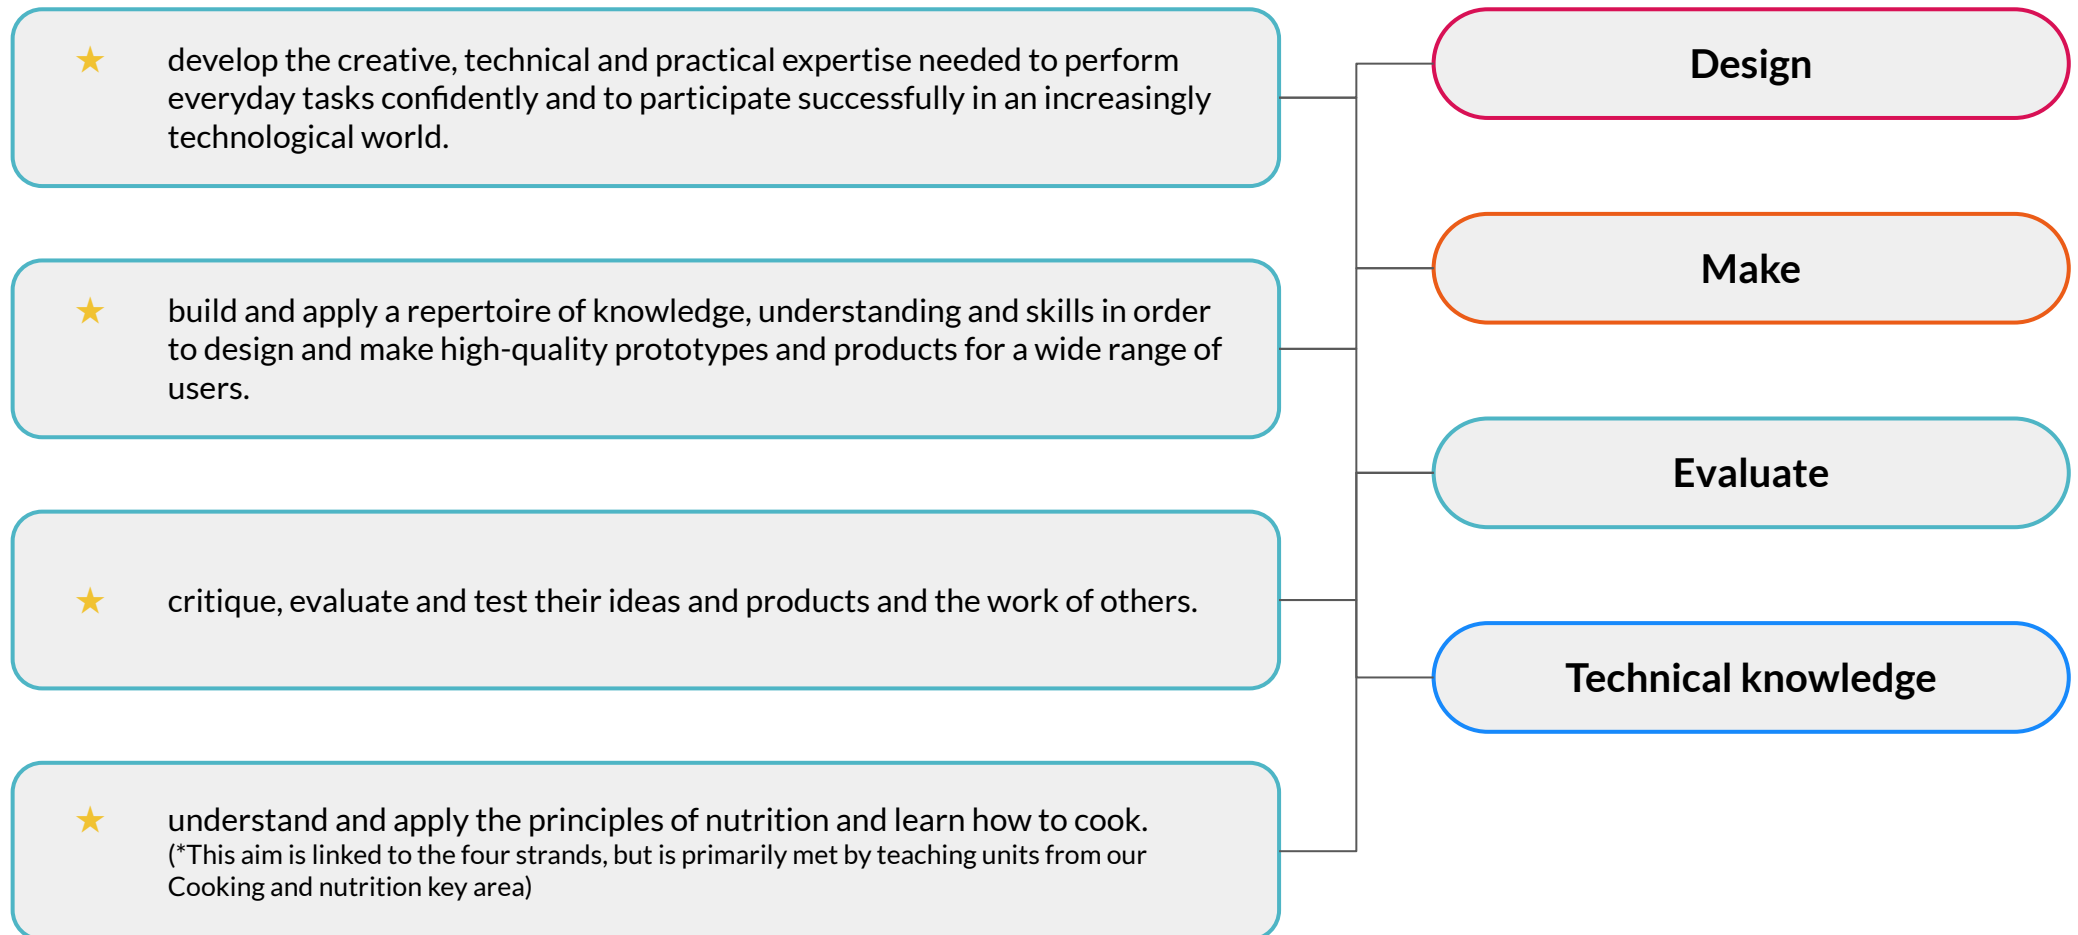 develop the creative, technical and practical expertise needed to perform
everyday tasks confidently and to participate successfully in an increasingly
technological world.
build and apply a repertoire of knowledge, understanding and skills in order
to design and make high-quality prototypes and products for a wide range of
users.
critique, evaluate and test their ideas and products and the work of others.
understand and apply the principles of nutrition and learn how to cook.
(*This aim is linked to the four strands, but is primarily met by teaching units from our
Cooking and nutrition key area)
Design
Make
Evaluate
Technical knowledge